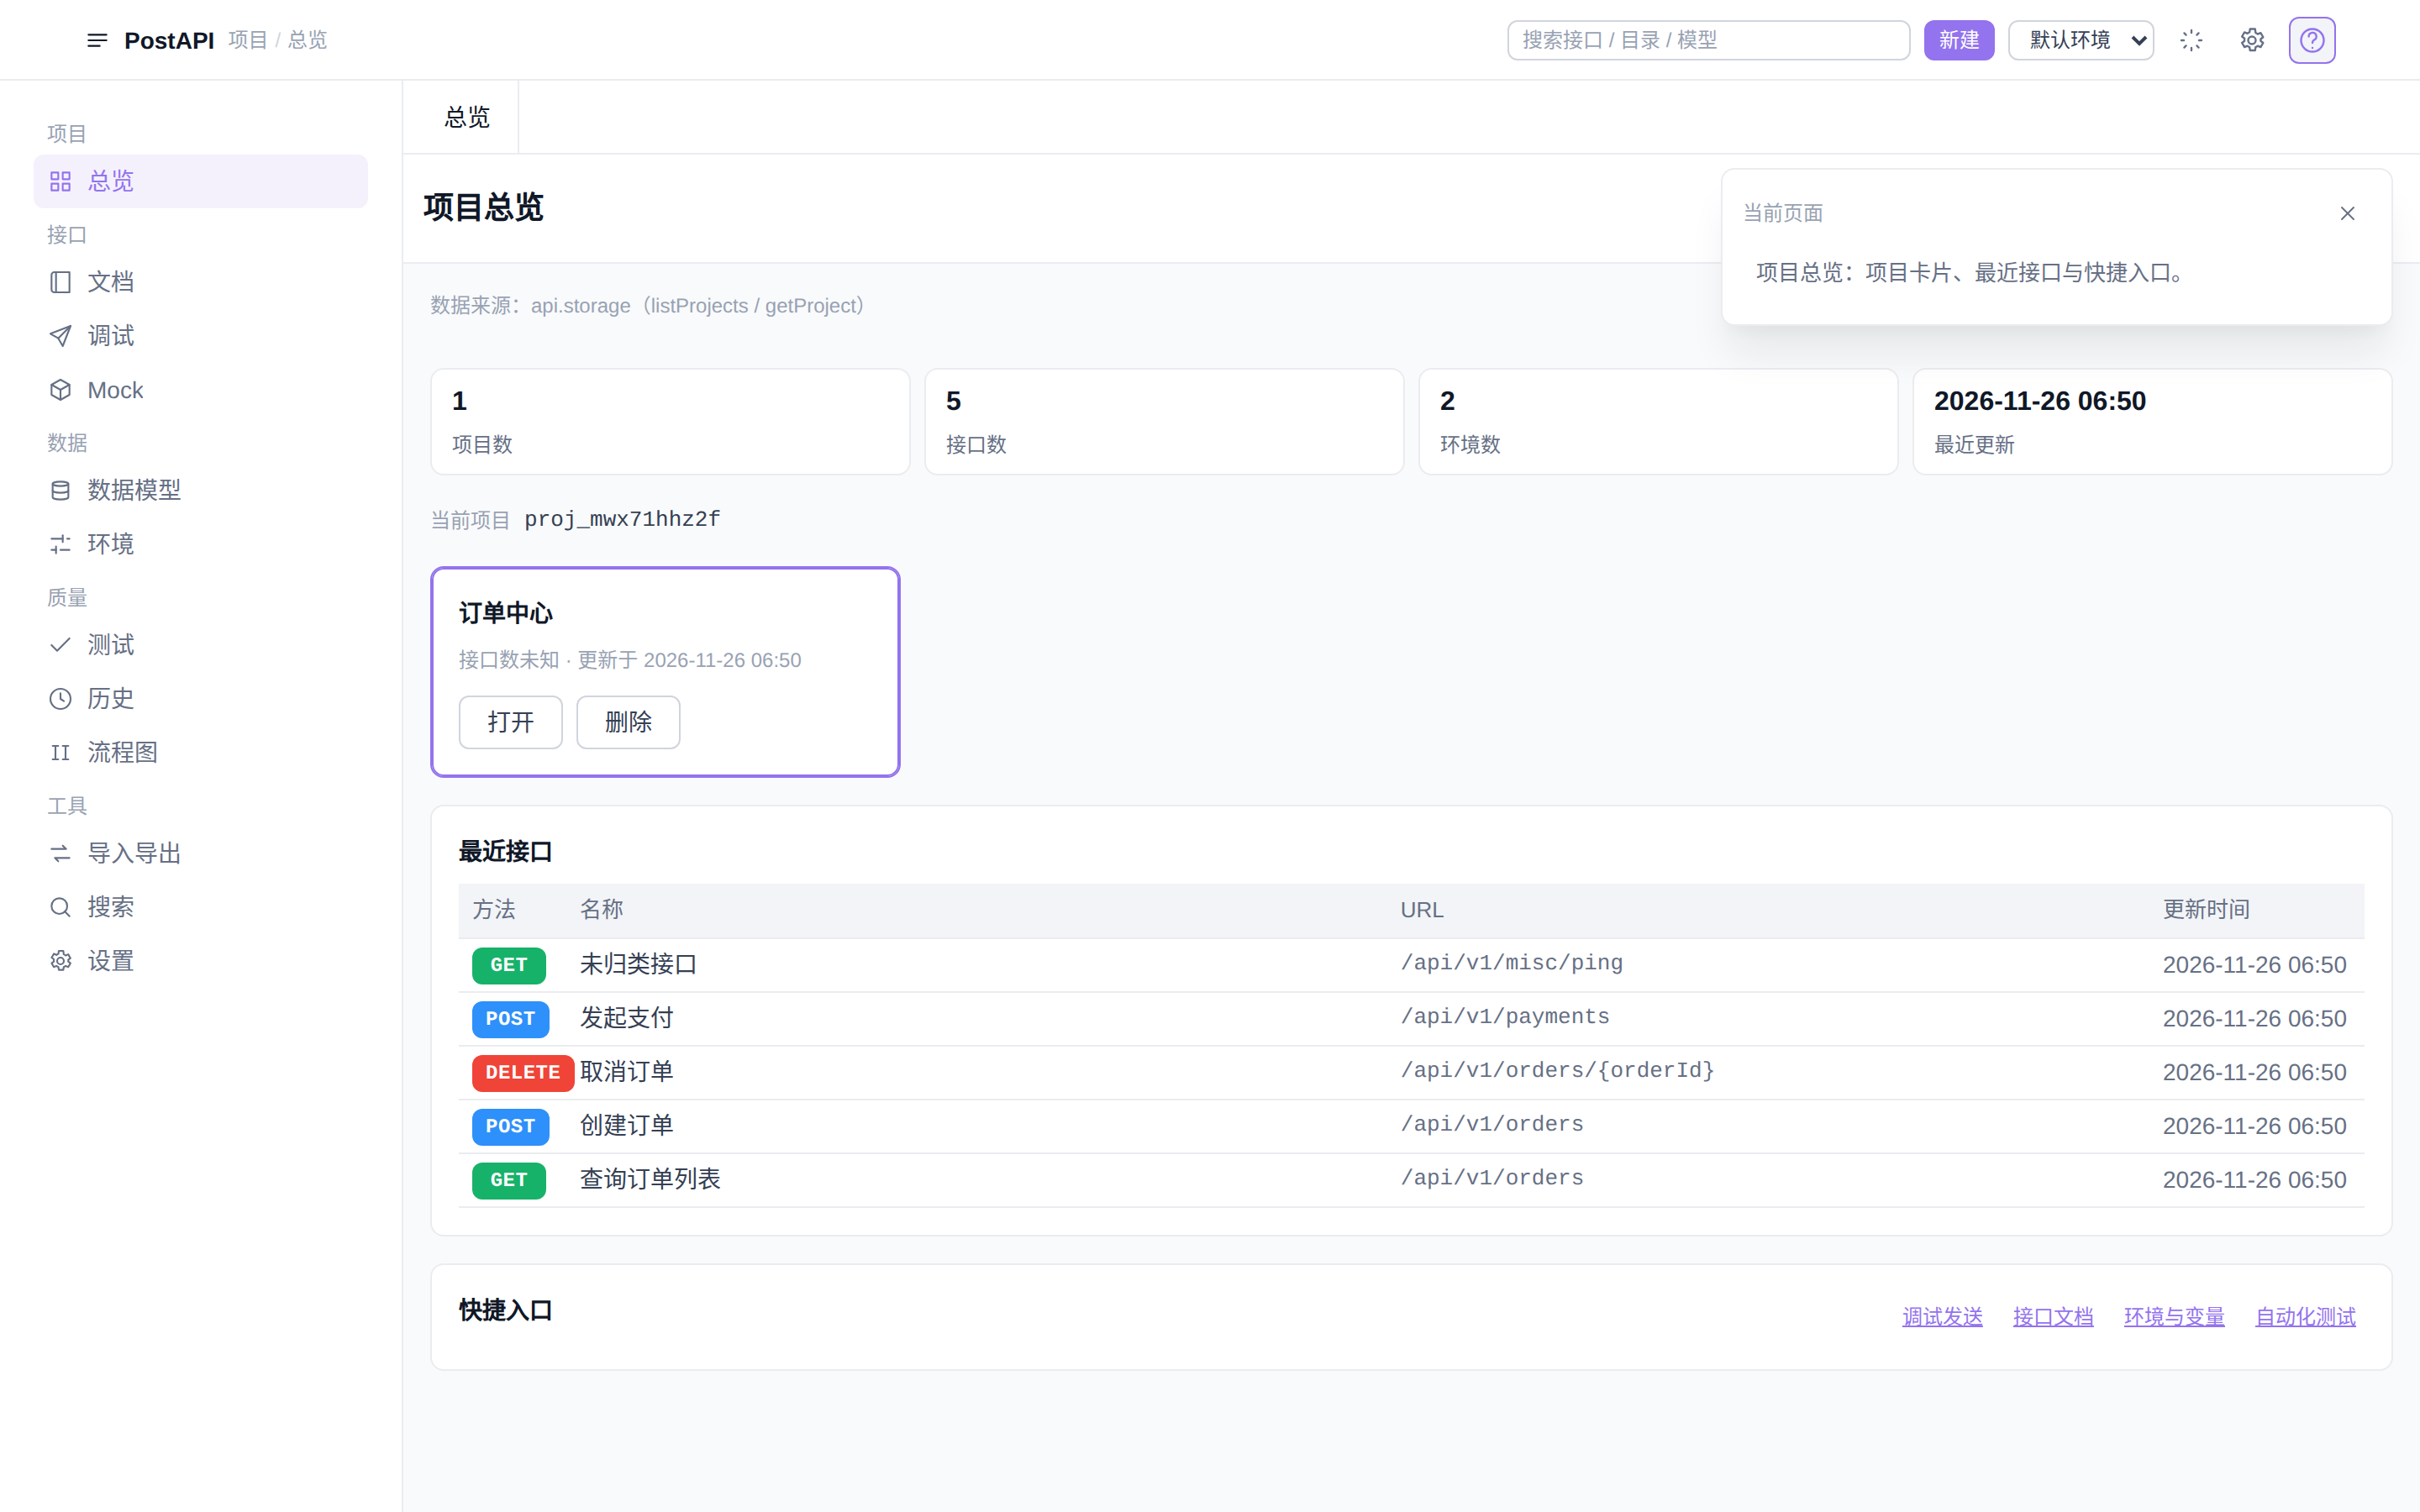 PostAPI 项目 / 总览
搜索接口 / 目录 / 模型
新建
默认环境
项目
总览
接口
文档
调试
Mock
数据
数据模型
环境
质量
测试
历史
流程图
工具
导入导出
搜索
设置
总览
项目总览
当前页面
项目总览：项目卡片、最近接口与快捷入口。
数据来源：api.storage（listProjects / getProject）
1
项目数
5
接口数
2
环境数
2026-11-26 06:50
最近更新
当前项目 proj_mwx71hhz2f
订单中心
接口数未知 · 更新于 2026-11-26 06:50
打开 删除
最近接口
方法 名称 URL 更新时间
GET 未归类接口 /api/v1/misc/ping 2026-11-26 06:50
POST 发起支付 /api/v1/payments 2026-11-26 06:50
DELETE 取消订单 /api/v1/orders/{orderId} 2026-11-26 06:50
POST 创建订单 /api/v1/orders 2026-11-26 06:50
GET 查询订单列表 /api/v1/orders 2026-11-26 06:50
快捷入口
调试发送 接口文档 环境与变量 自动化测试